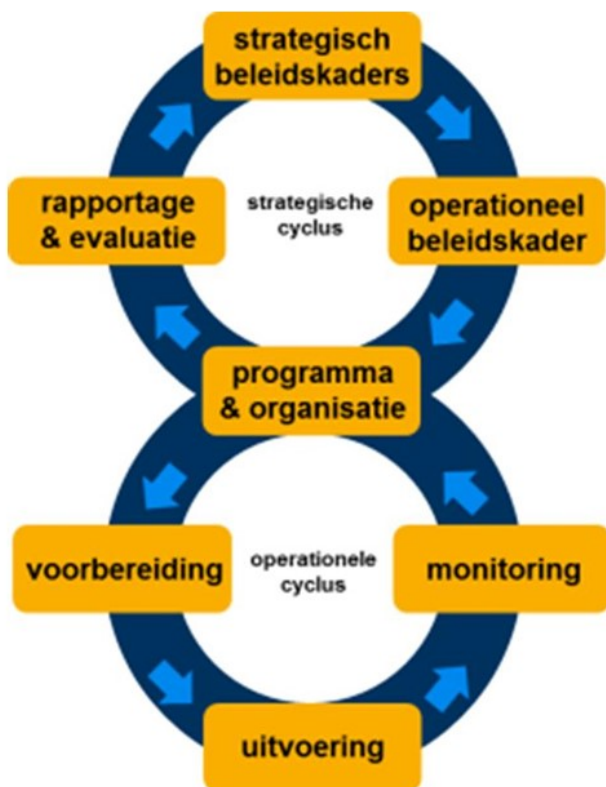 strategisch
beleidskaders
rapportage
& evaluatie
strategische
cyclus
operationeel
beleidskader
programma
& organisatie
voorbereiding
operationele
cyclus
monitoring
uitvoering